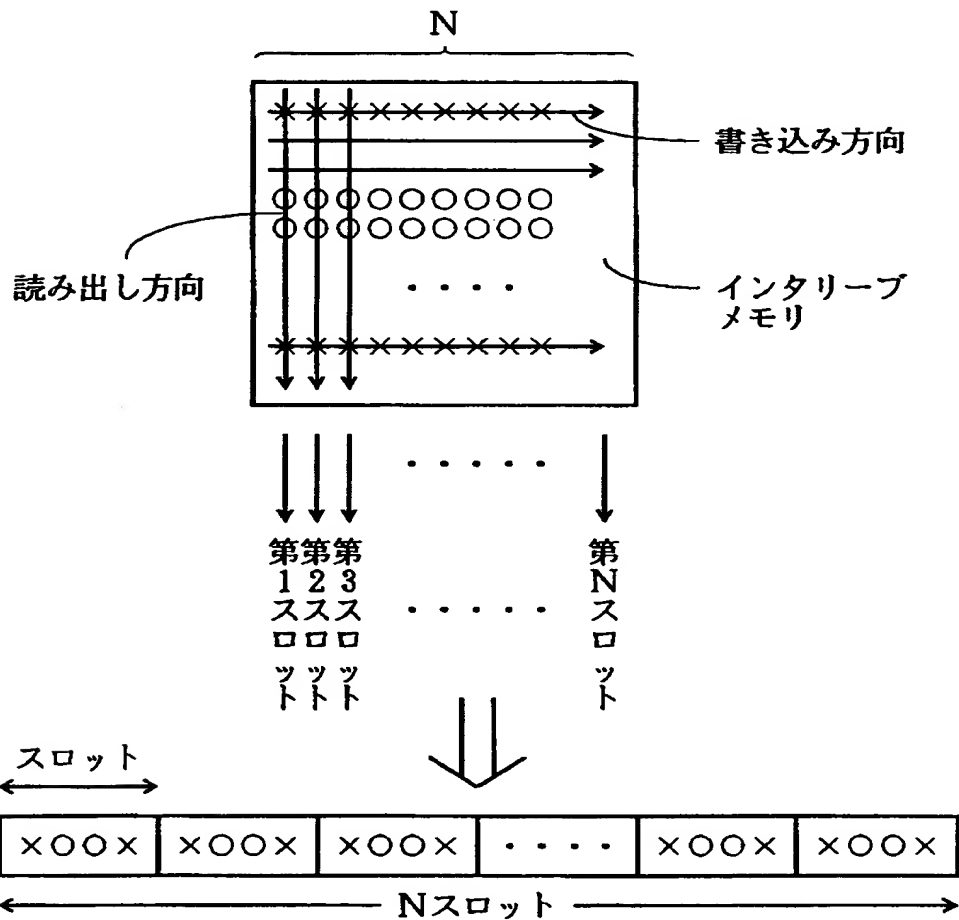 N
書き込み方向
読み出し方向
インタリーブ
メモリ
第1スロット
第2スロット
第3スロット
第Nスロット
スロット
×○○×
×○○×
×○○×
・・・・
×○○×
×○○×
Nスロット